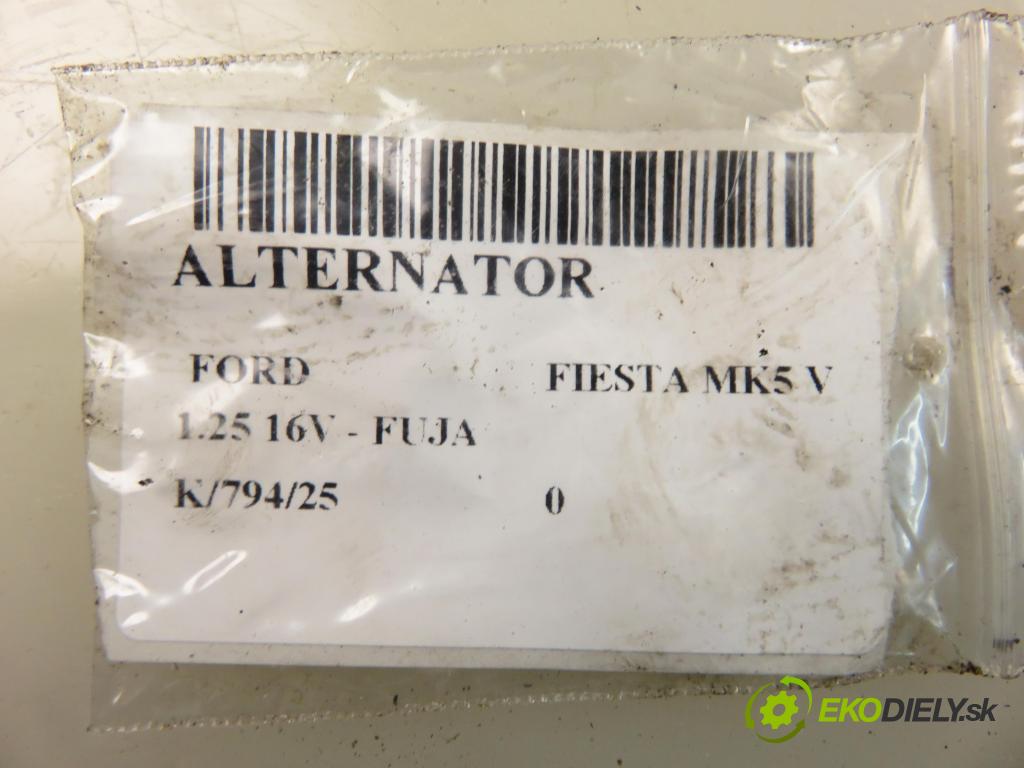 ALTERNATOR
FORD FIESTA MK5 V
1.25 16V - FUJA
K/794/25 0
EKODIELY.sk